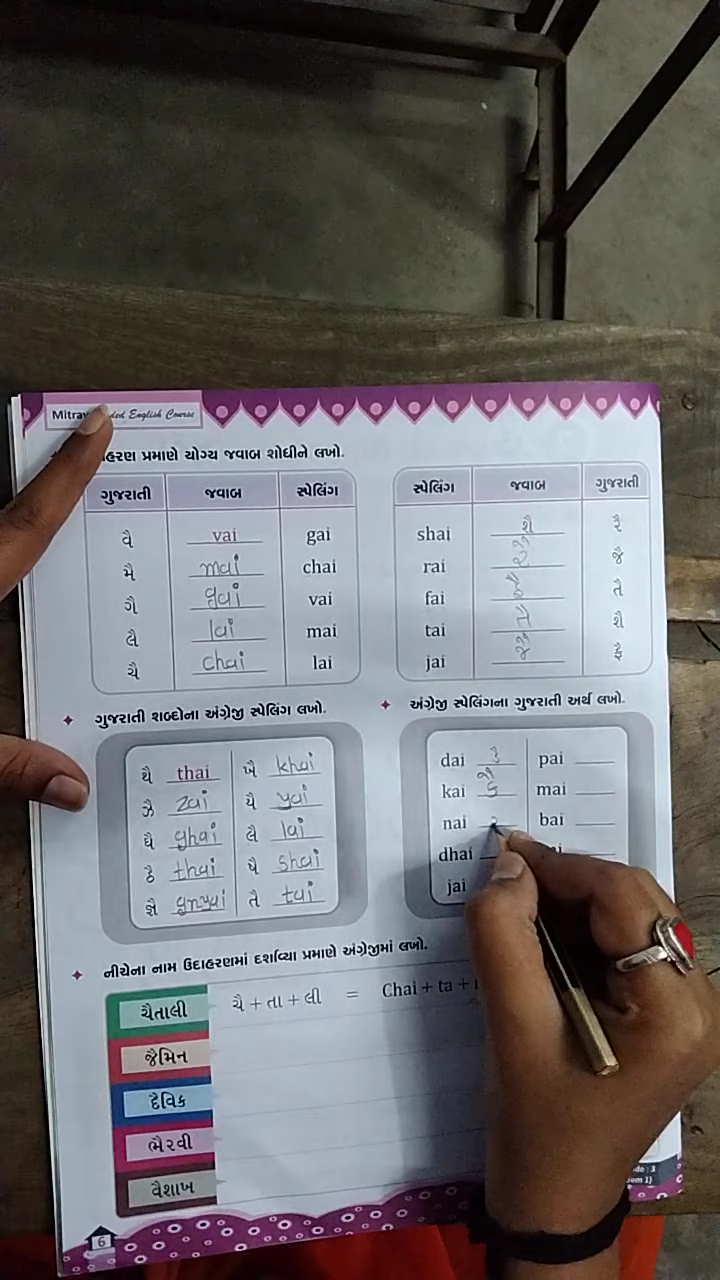 ded English Course
હરણ પ્રમાણે યોગ્ય જવાબ શોધીને લખો.
ગુજરાતી જવાબ સ્પેલિંગ
વૈ vai gai
મૈ mai chai
ગૈ gai vai
લૈ lai mai
ચૈ chai lai
સ્પેલિંગ જવાબ ગુજરાતી
shai શૈ રૈ
rai રૈ જૈ
fai ફૈ તૈ
tai તૈ શૈ
jai જૈ ફૈ
ગુજરાતી શબ્દોના અંગ્રેજી સ્પેલિંગ લખો.
થૈ thai ખૈ khai
ઝૈ zai યૈ yai
ઘૈ ghai લૈ lai
ઠૈ thai ષૈ shai
જ્ઞૈ gnyai તૈ tai
અંગ્રેજી સ્પેલિંગના ગુજરાતી અર્થ લખો.
dai pai
kai કૈ mai
nai bai
dhai
jai
નીચેના નામ ઉદાહરણમાં દર્શાવ્યા પ્રમાણે અંગ્રેજીમાં લખો.
ચૈતાલી ચૈ + તા + લી = Chai + ta +
જૈમિન
દૈવિક
ભૈરવી
વૈશાખ
6